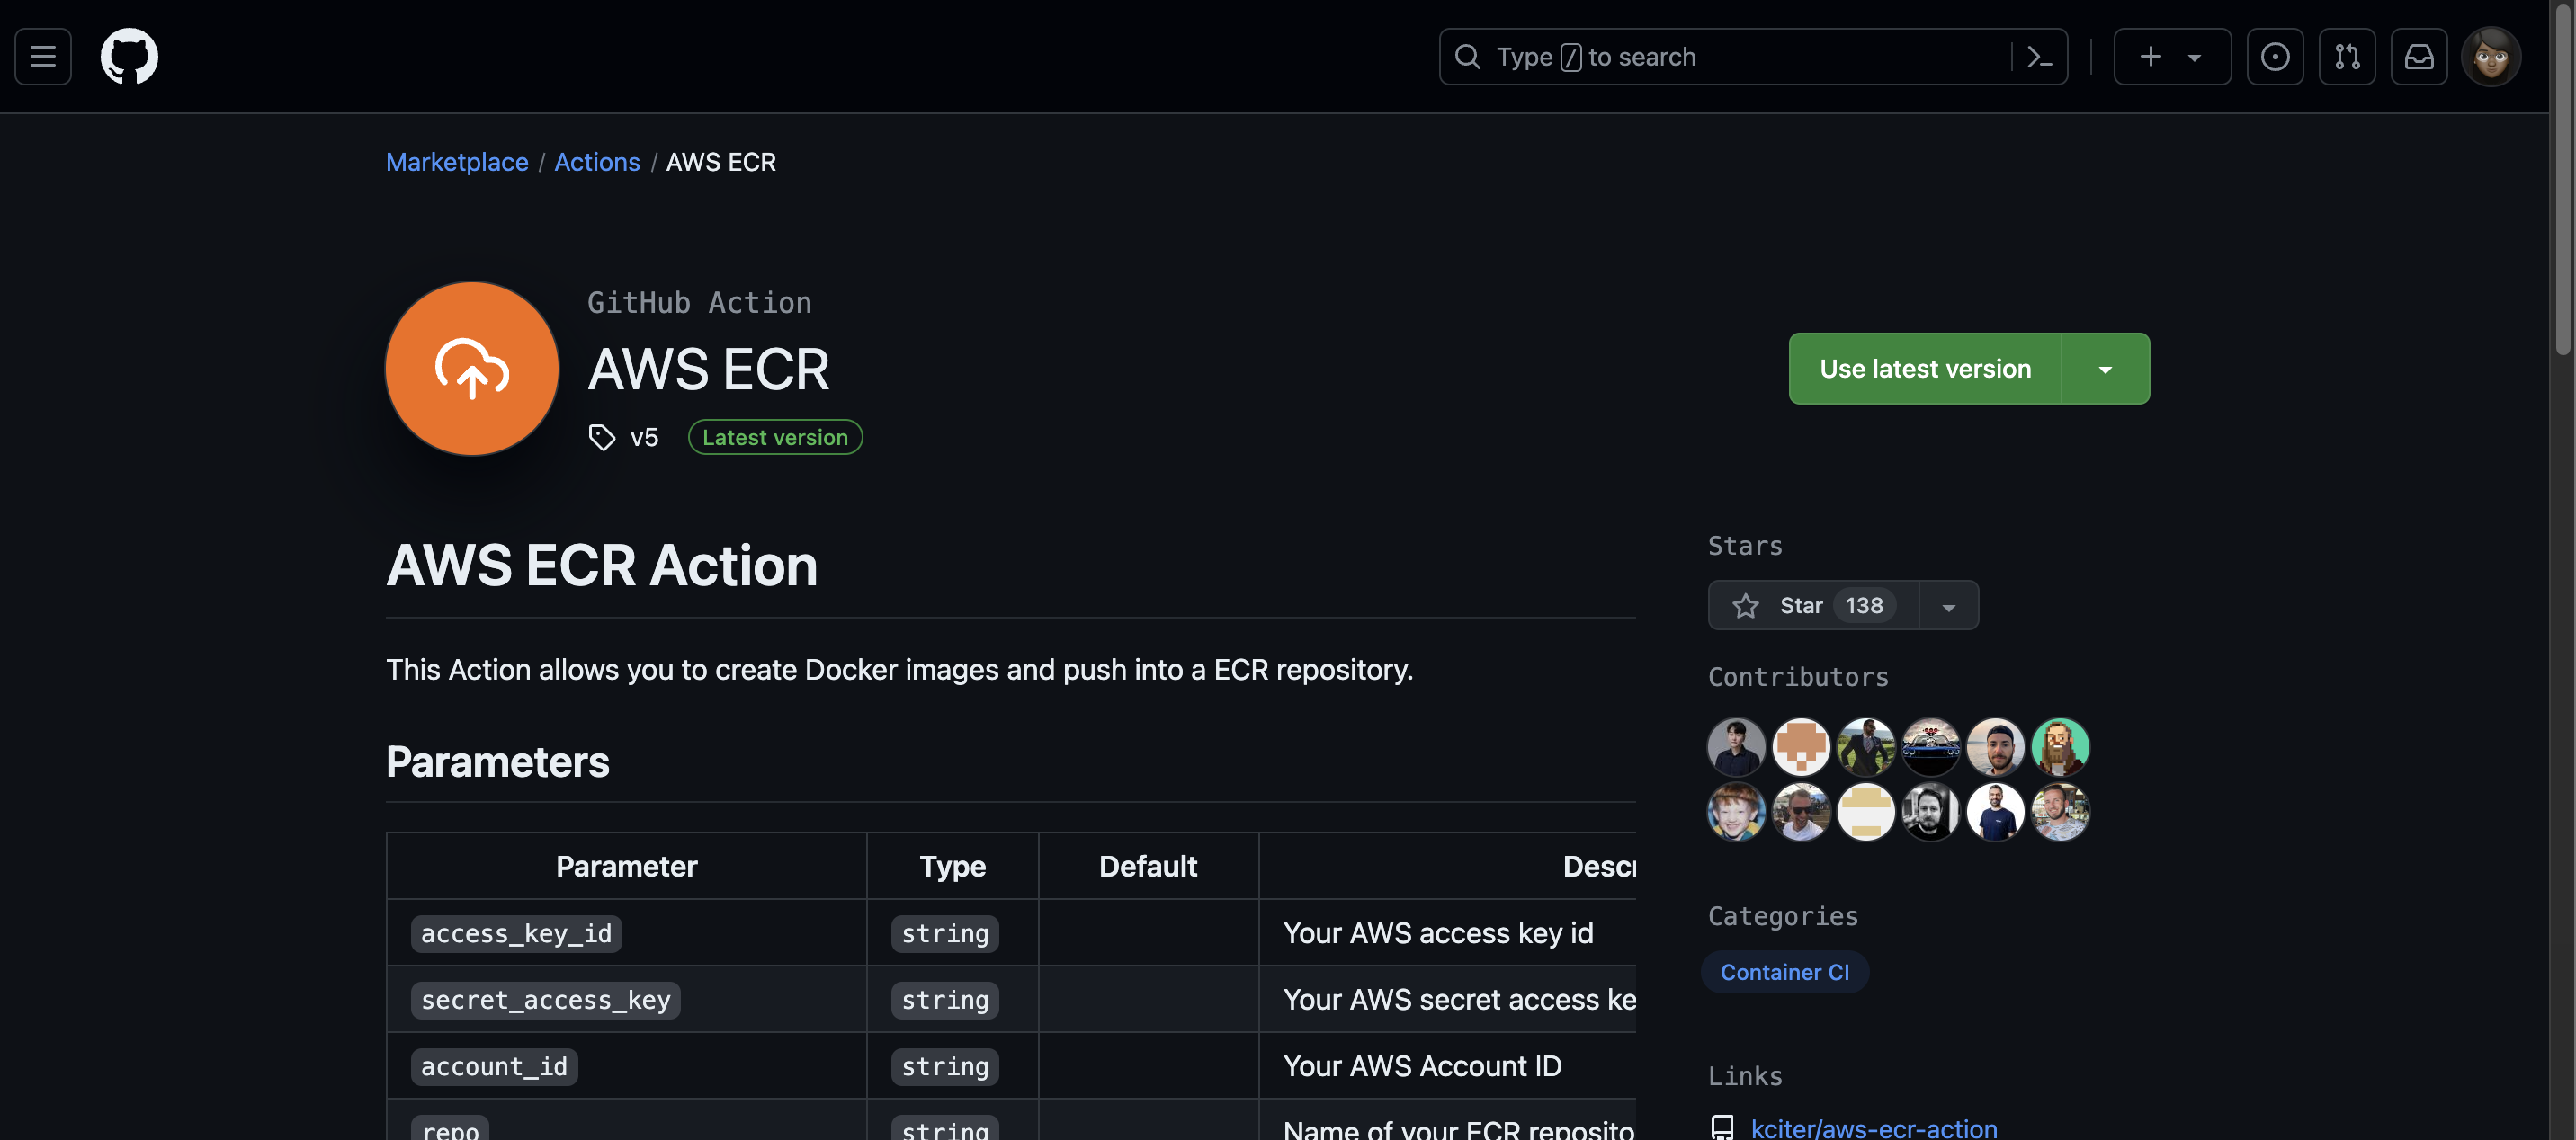 Type / to search
Marketplace / Actions / AWS ECR
GitHub Action
AWS ECR
v5 Latest version
Use latest version
AWS ECR Action
This Action allows you to create Docker images and push into a ECR repository.
Parameters
Parameter Type Default Descr
access_key_id string Your AWS access key id
secret_access_key string Your AWS secret access ke
account_id string Your AWS Account ID
repo string Name of your ECR reposito
Stars
Star 138
Contributors
Categories
Container CI
Links
kciter/aws-ecr-action